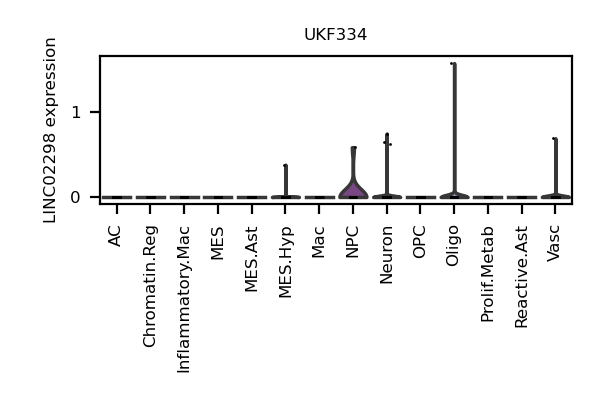 UKF334
LINC02298 expression
1
0
AC
Chromatin.Reg
Inflammatory.Mac
MES
MES.Ast
MES.Hyp
Mac
NPC
Neuron
OPC
Oligo
Prolif.Metab
Reactive.Ast
Vasc